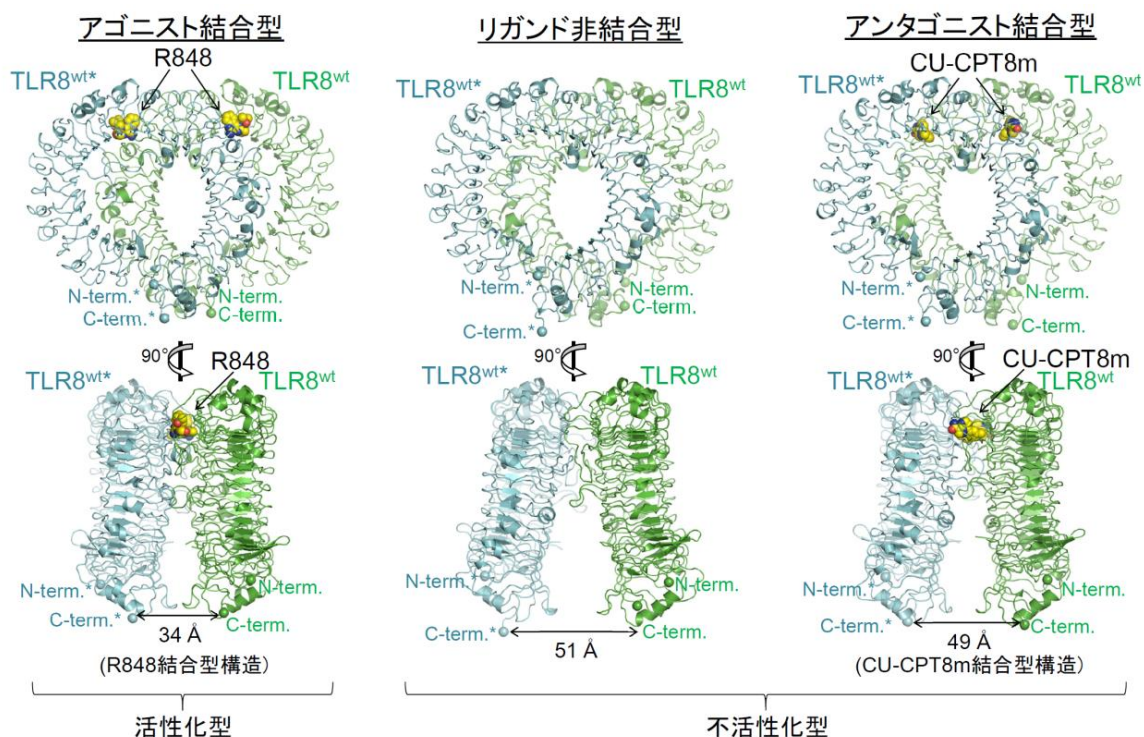 アゴニスト結合型
R848
TLR8wt*
TLR8wt
N-term.*
C-term.*
N-term.
C-term.
90°
R848
TLR8wt*
TLR8wt
N-term.*
C-term.*
N-term.
C-term.
34 Å
(R848結合型構造)
リガンド非結合型
TLR8wt*
TLR8wt
N-term.*
C-term.*
N-term.
C-term.
90°
TLR8wt*
TLR8wt
N-term.*
C-term.*
N-term.
C-term.
51 Å
アンタゴニスト結合型
CU-CPT8m
TLR8wt*
TLR8wt
N-term.*
C-term.*
N-term.
C-term.
90°
CU-CPT8m
TLR8wt*
TLR8wt
N-term.*
C-term.*
N-term.
C-term.
49 Å
(CU-CPT8m結合型構造)
活性化型
不活性化型